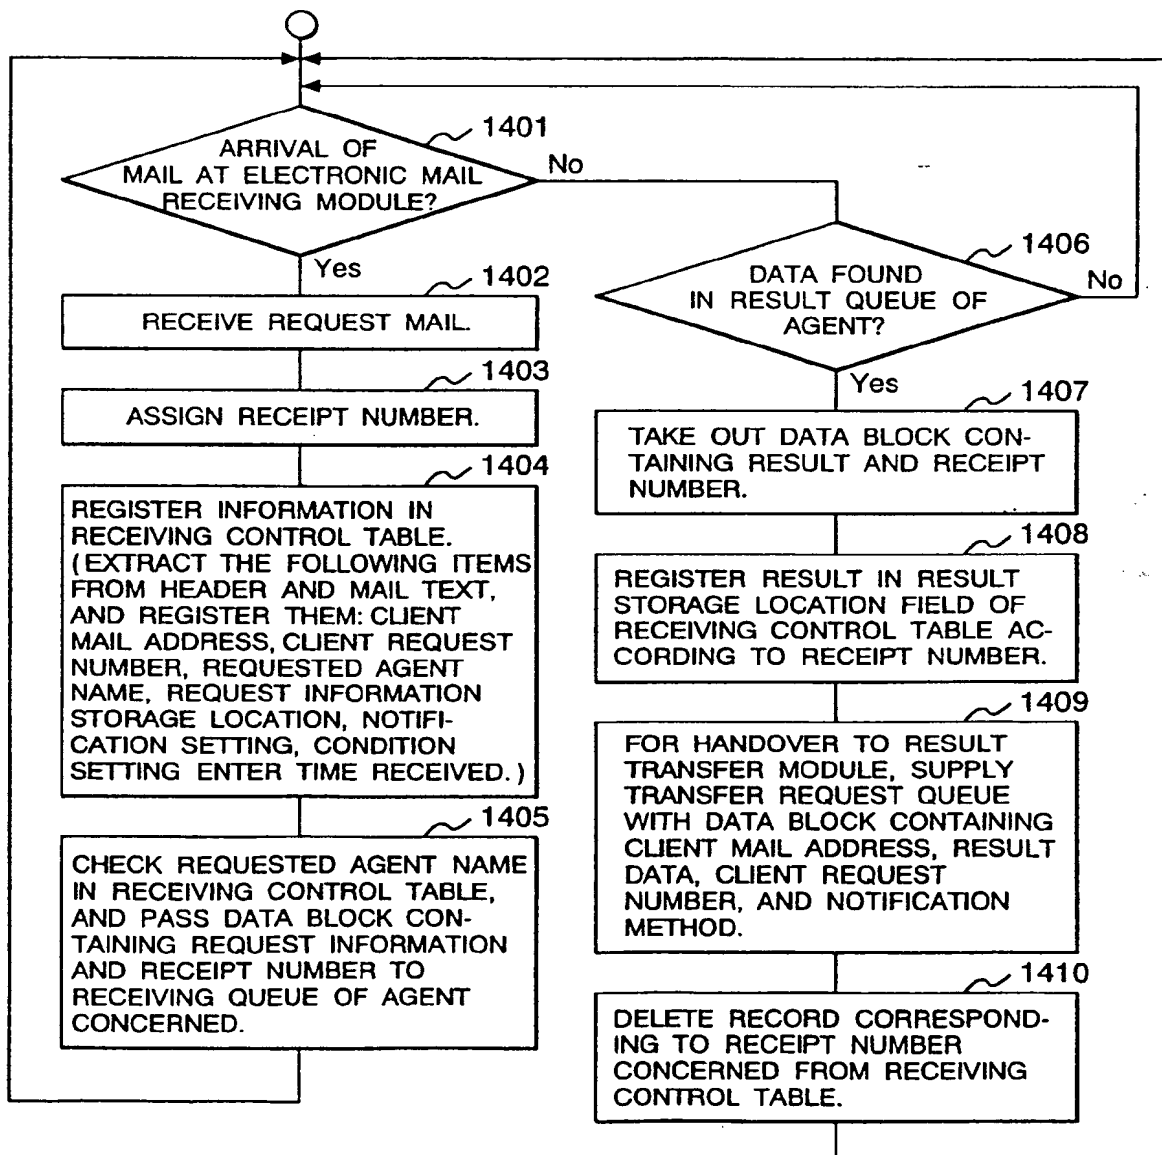 1401
ARRIVAL OF
MAIL AT ELECTRONIC MAIL
RECEIVING MODULE?
No
Yes
1402
RECEIVE REQUEST MAIL.
1403
ASSIGN RECEIPT NUMBER.
1404
REGISTER INFORMATION IN
RECEIVING CONTROL TABLE.
(EXTRACT THE FOLLOWING ITEMS
FROM HEADER AND MAIL TEXT,
AND REGISTER THEM: CLIENT
MAIL ADDRESS, CLIENT REQUEST
NUMBER, REQUESTED AGENT
NAME, REQUEST INFORMATION
STORAGE LOCATION, NOTIFI-
CATION SETTING, CONDITION
SETTING ENTER TIME RECEIVED.)
1405
CHECK REQUESTED AGENT NAME
IN RECEIVING CONTROL TABLE,
AND PASS DATA BLOCK CON-
TAINING REQUEST INFORMATION
AND RECEIPT NUMBER TO
RECEIVING QUEUE OF AGENT
CONCERNED.
1406
DATA FOUND
IN RESULT QUEUE OF
AGENT?
No
Yes
1407
TAKE OUT DATA BLOCK CON-
TAINING RESULT AND RECEIPT
NUMBER.
1408
REGISTER RESULT IN RESULT
STORAGE LOCATION FIELD OF
RECEIVING CONTROL TABLE AC-
CORDING TO RECEIPT NUMBER.
1409
FOR HANDOVER TO RESULT
TRANSFER MODULE, SUPPLY
TRANSFER REQUEST QUEUE
WITH DATA BLOCK CONTAINING
CLIENT MAIL ADDRESS, RESULT
DATA, CLIENT REQUEST
NUMBER, AND NOTIFICATION
METHOD.
1410
DELETE RECORD CORRESPOND-
ING TO RECEIPT NUMBER
CONCERNED FROM RECEIVING
CONTROL TABLE.